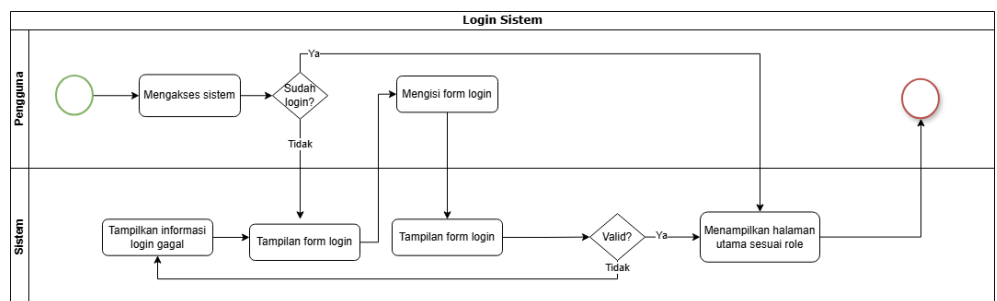 Login Sistem
Pengguna
Mengakses sistem
Sudah
login?
Ya
Tidak
Mengisi form login
Sistem
Tampilkan informasi
login gagal
Tampilan form login
Tampilan form login
Valid?
Ya
Tidak
Menampilkan halaman
utama sesuai role